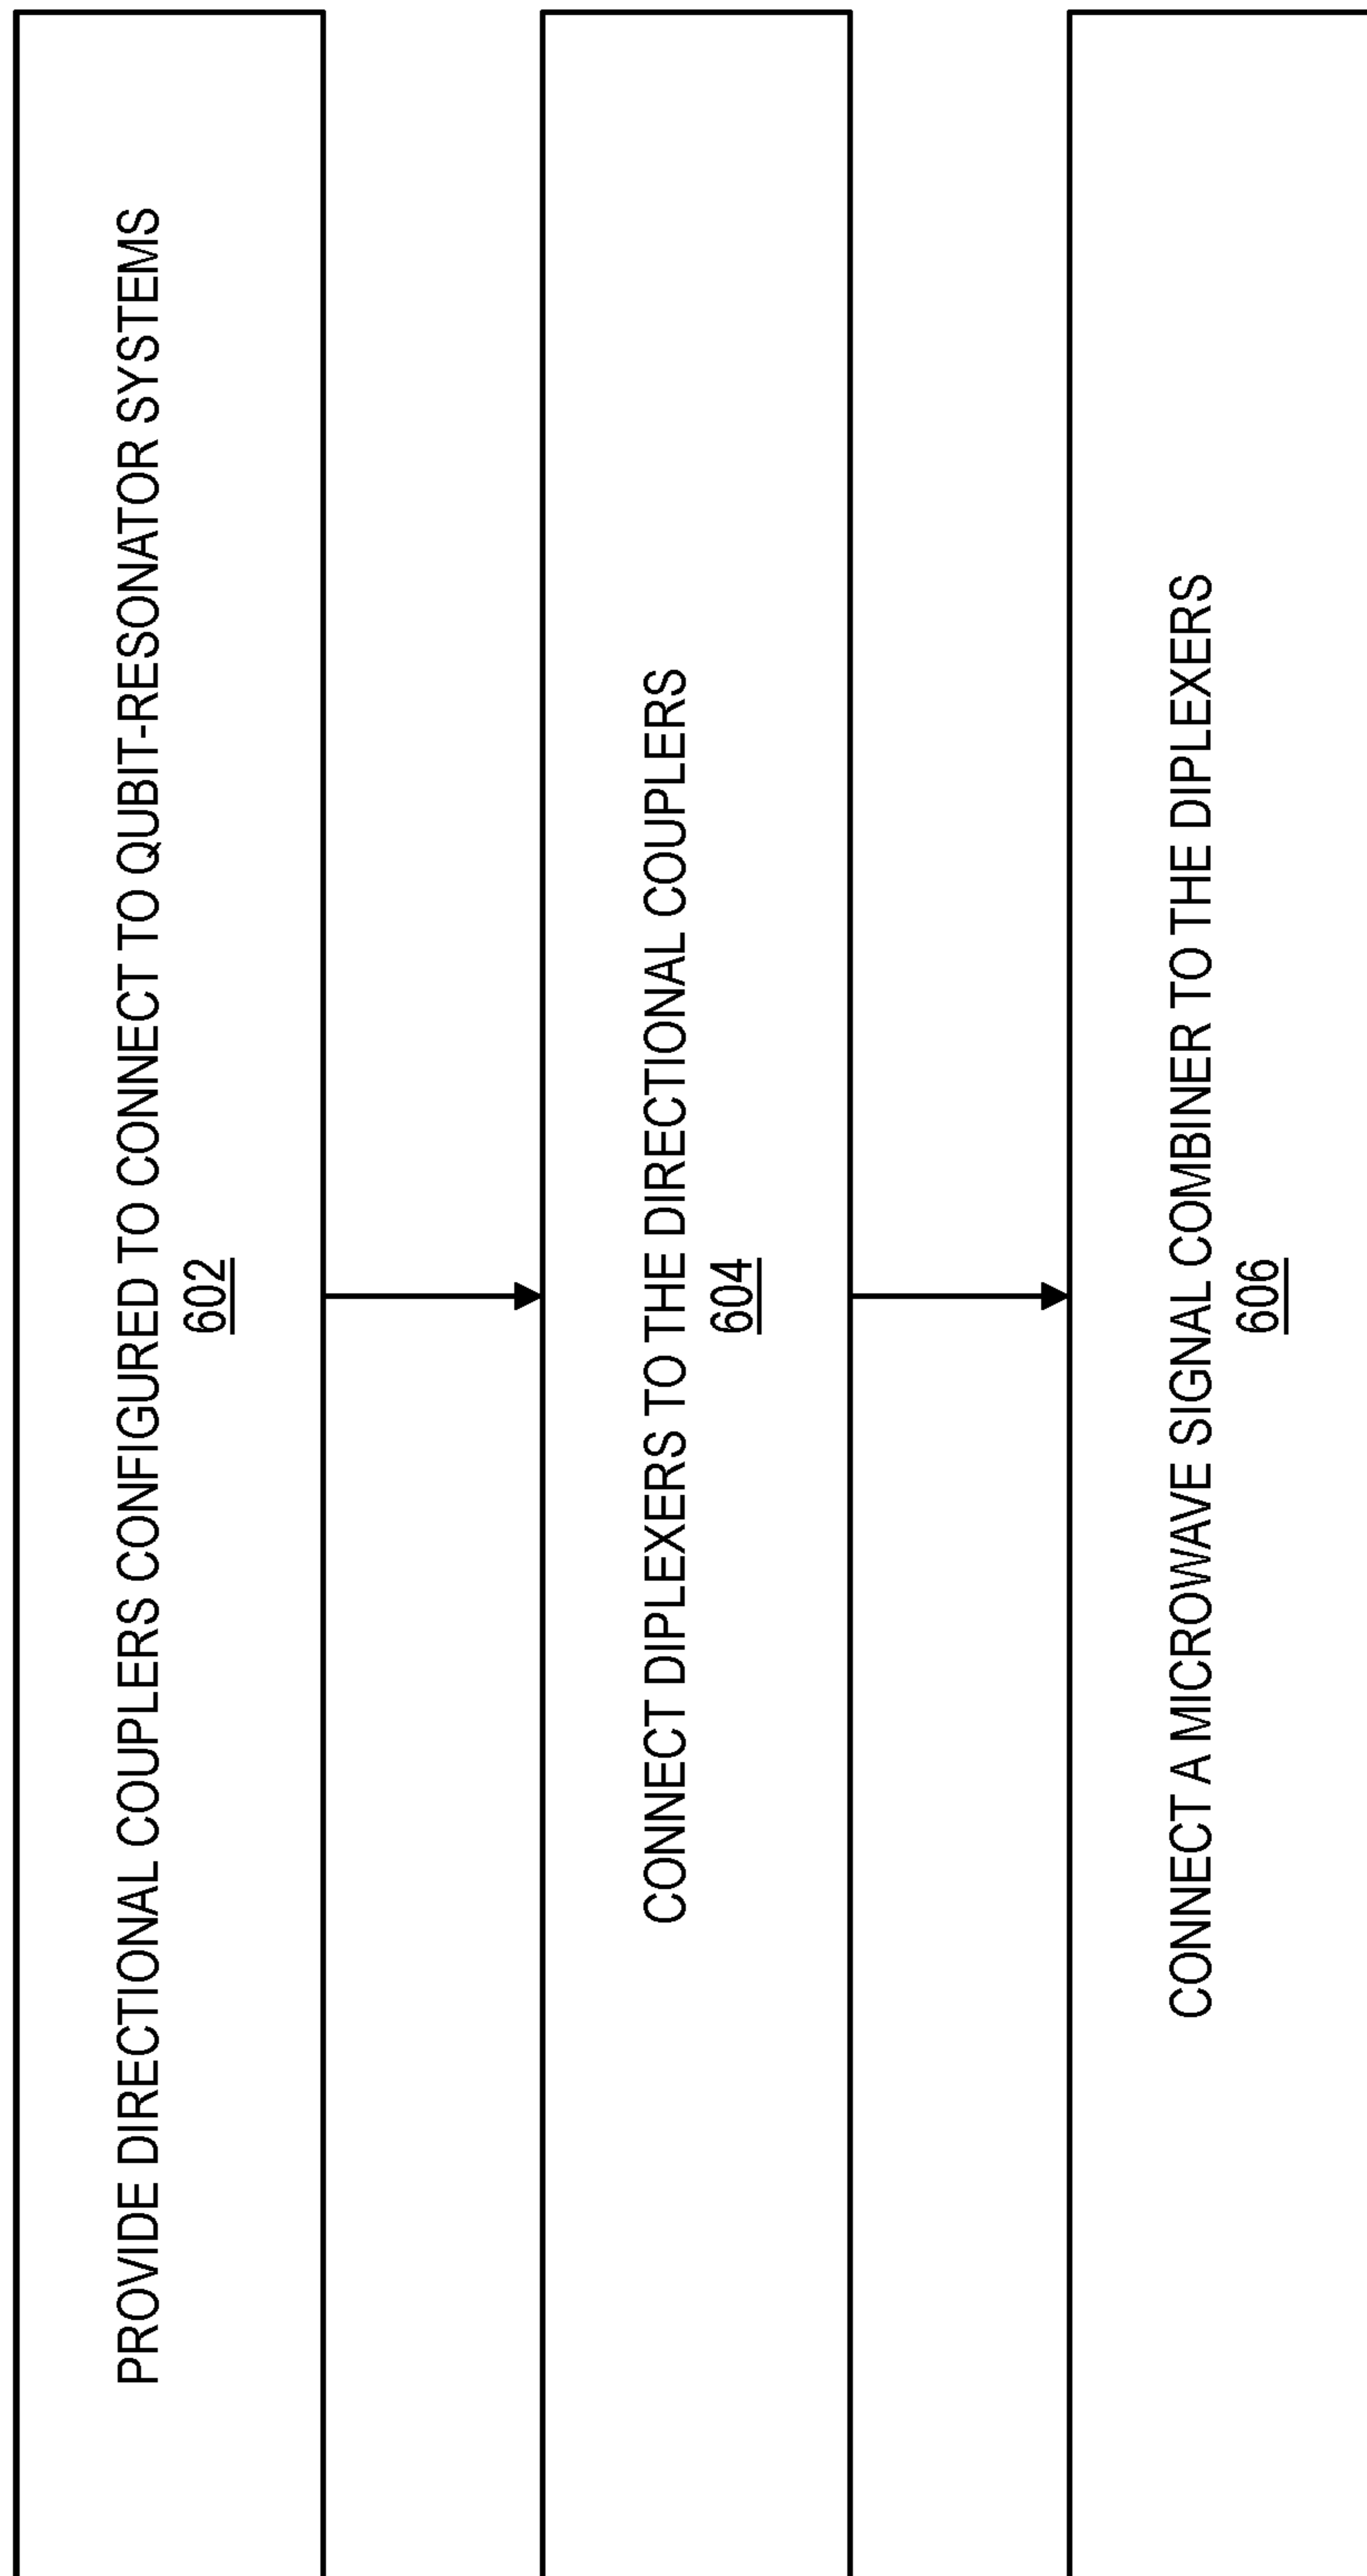 PROVIDE DIRECTIONAL COUPLERS CONFIGURED TO CONNECT TO QUBIT-RESONATOR SYSTEMS
602
CONNECT DIPLEXERS TO THE DIRECTIONAL COUPLERS
604
CONNECT A MICROWAVE SIGNAL COMBINER TO THE DIPLEXERS
606